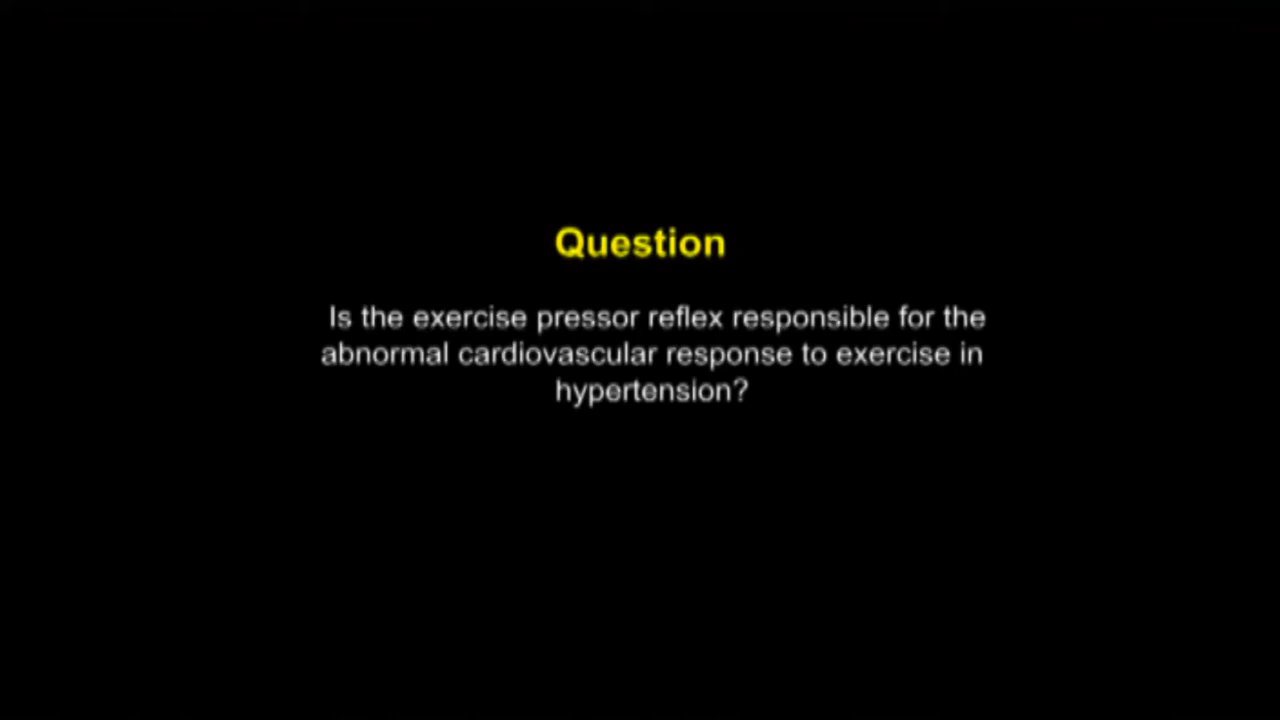 Question
Is the exercise pressor reflex responsible for the
abnormal cardiovascular response to exercise in
hypertension?